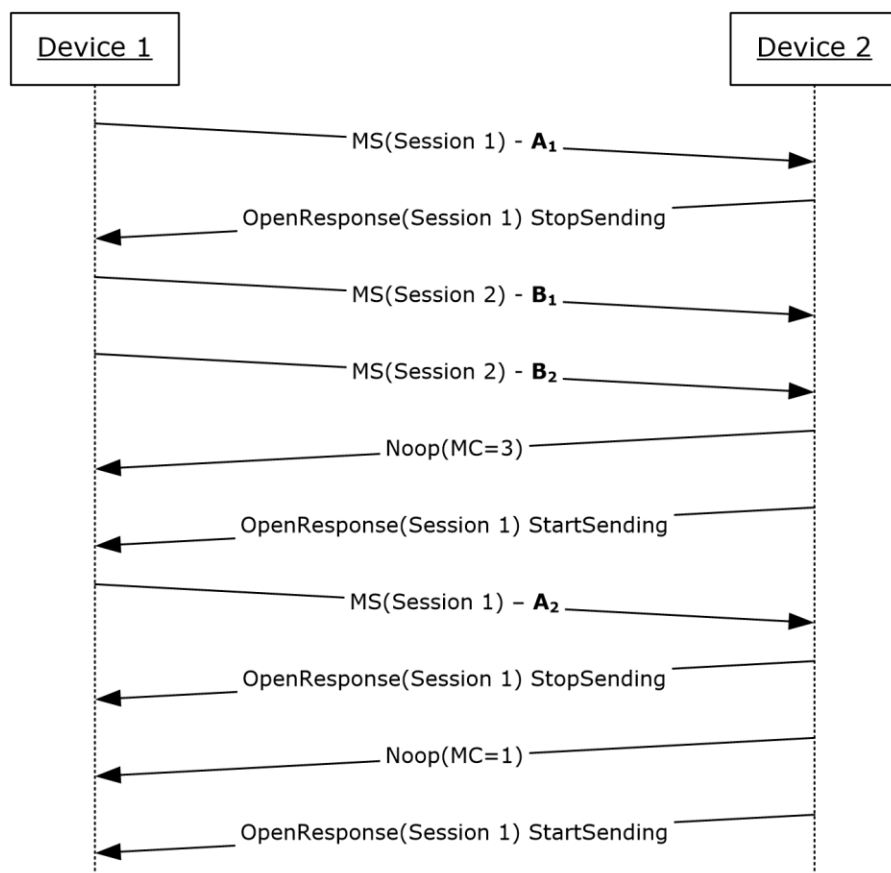 Device 1
Device 2
MS(Session 1) - A₁
OpenResponse(Session 1) StopSending
MS(Session 2) - B₁
MS(Session 2) - B₂
Noop(MC=3)
OpenResponse(Session 1) StartSending
MS(Session 1) – A₂
OpenResponse(Session 1) StopSending
Noop(MC=1)
OpenResponse(Session 1) StartSending